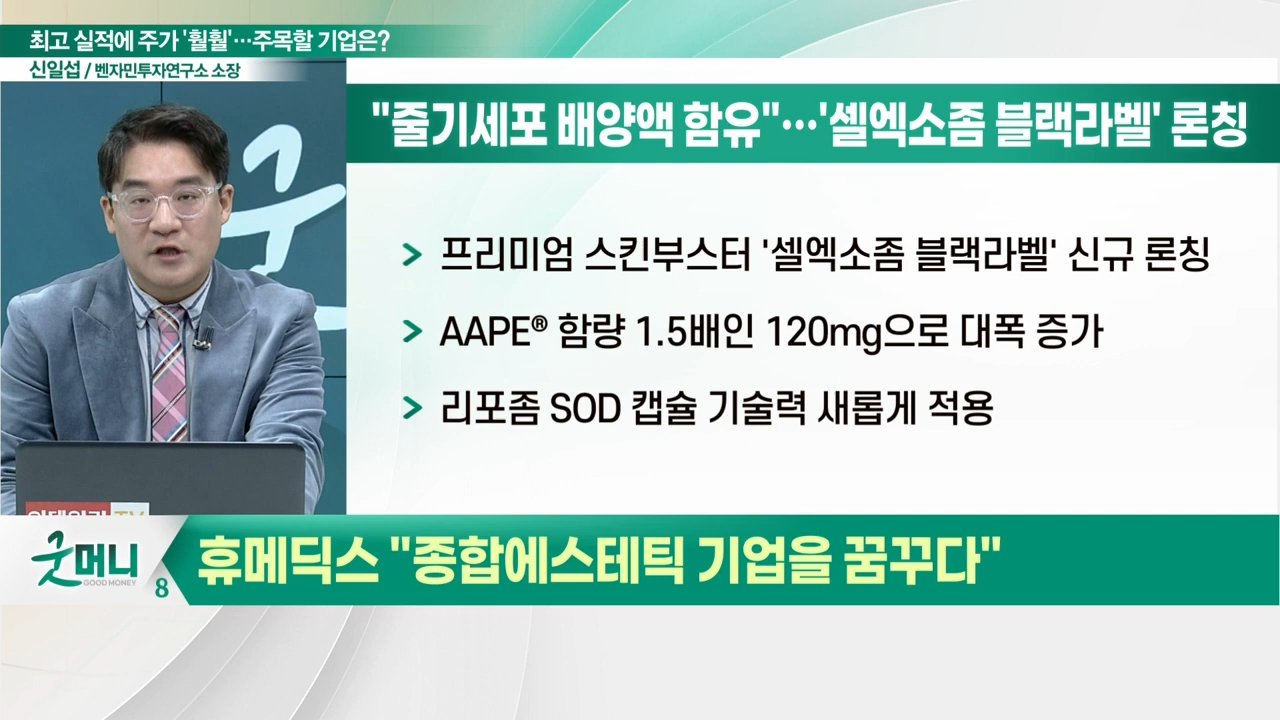 최고 실적에 주가 '훨훨'…주목할 기업은?
신일섭 / 벤자민투자연구소 소장
"줄기세포 배양액 함유"…'셀엑소좀 블랙라벨' 론칭
> 프리미엄 스킨부스터 '셀엑소좀 블랙라벨' 신규 론칭
> AAPE® 함량 1.5배인 120mg으로 대폭 증가
> 리포좀 SOD 캡슐 기술력 새롭게 적용
굿머니
GOOD MONEY
8
휴메딕스 "종합에스테틱 기업을 꿈꾸다"